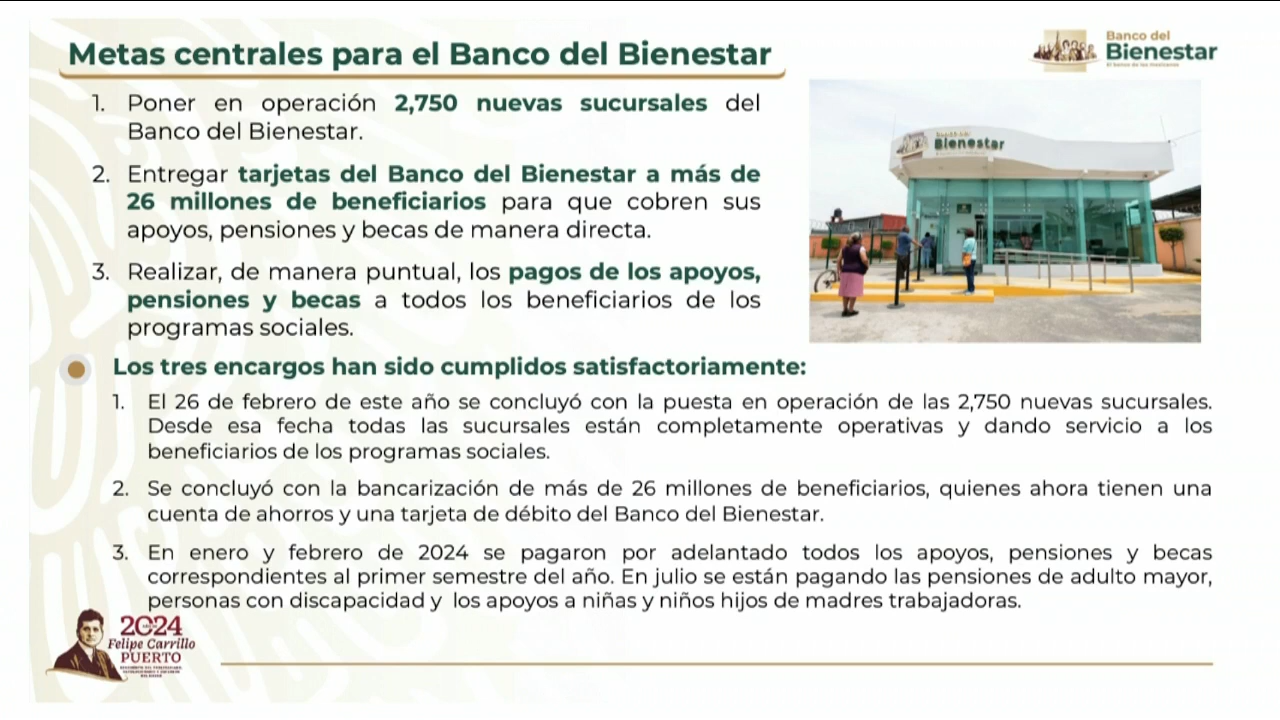 Metas centrales para el Banco del Bienestar
Banco del
Bienestar
El banco de los mexicanos
1. Poner en operación 2,750 nuevas sucursales del
Banco del Bienestar.
2. Entregar tarjetas del Banco del Bienestar a más de
26 millones de beneficiarios para que cobren sus
apoyos, pensiones y becas de manera directa.
3. Realizar, de manera puntual, los pagos de los apoyos,
pensiones y becas a todos los beneficiarios de los
programas sociales.
Bienestar
Los tres encargos han sido cumplidos satisfactoriamente:
1. El 26 de febrero de este año se concluyó con la puesta en operación de las 2,750 nuevas sucursales.
Desde esa fecha todas las sucursales están completamente operativas y dando servicio a los
beneficiarios de los programas sociales.
2. Se concluyó con la bancarización de más de 26 millones de beneficiarios, quienes ahora tienen una
cuenta de ahorros y una tarjeta de débito del Banco del Bienestar.
3. En enero y febrero de 2024 se pagaron por adelantado todos los apoyos, pensiones y becas
correspondientes al primer semestre del año. En julio se están pagando las pensiones de adulto mayor,
personas con discapacidad y los apoyos a niñas y niños hijos de madres trabajadoras.
2024
Felipe Carrillo
PUERTO